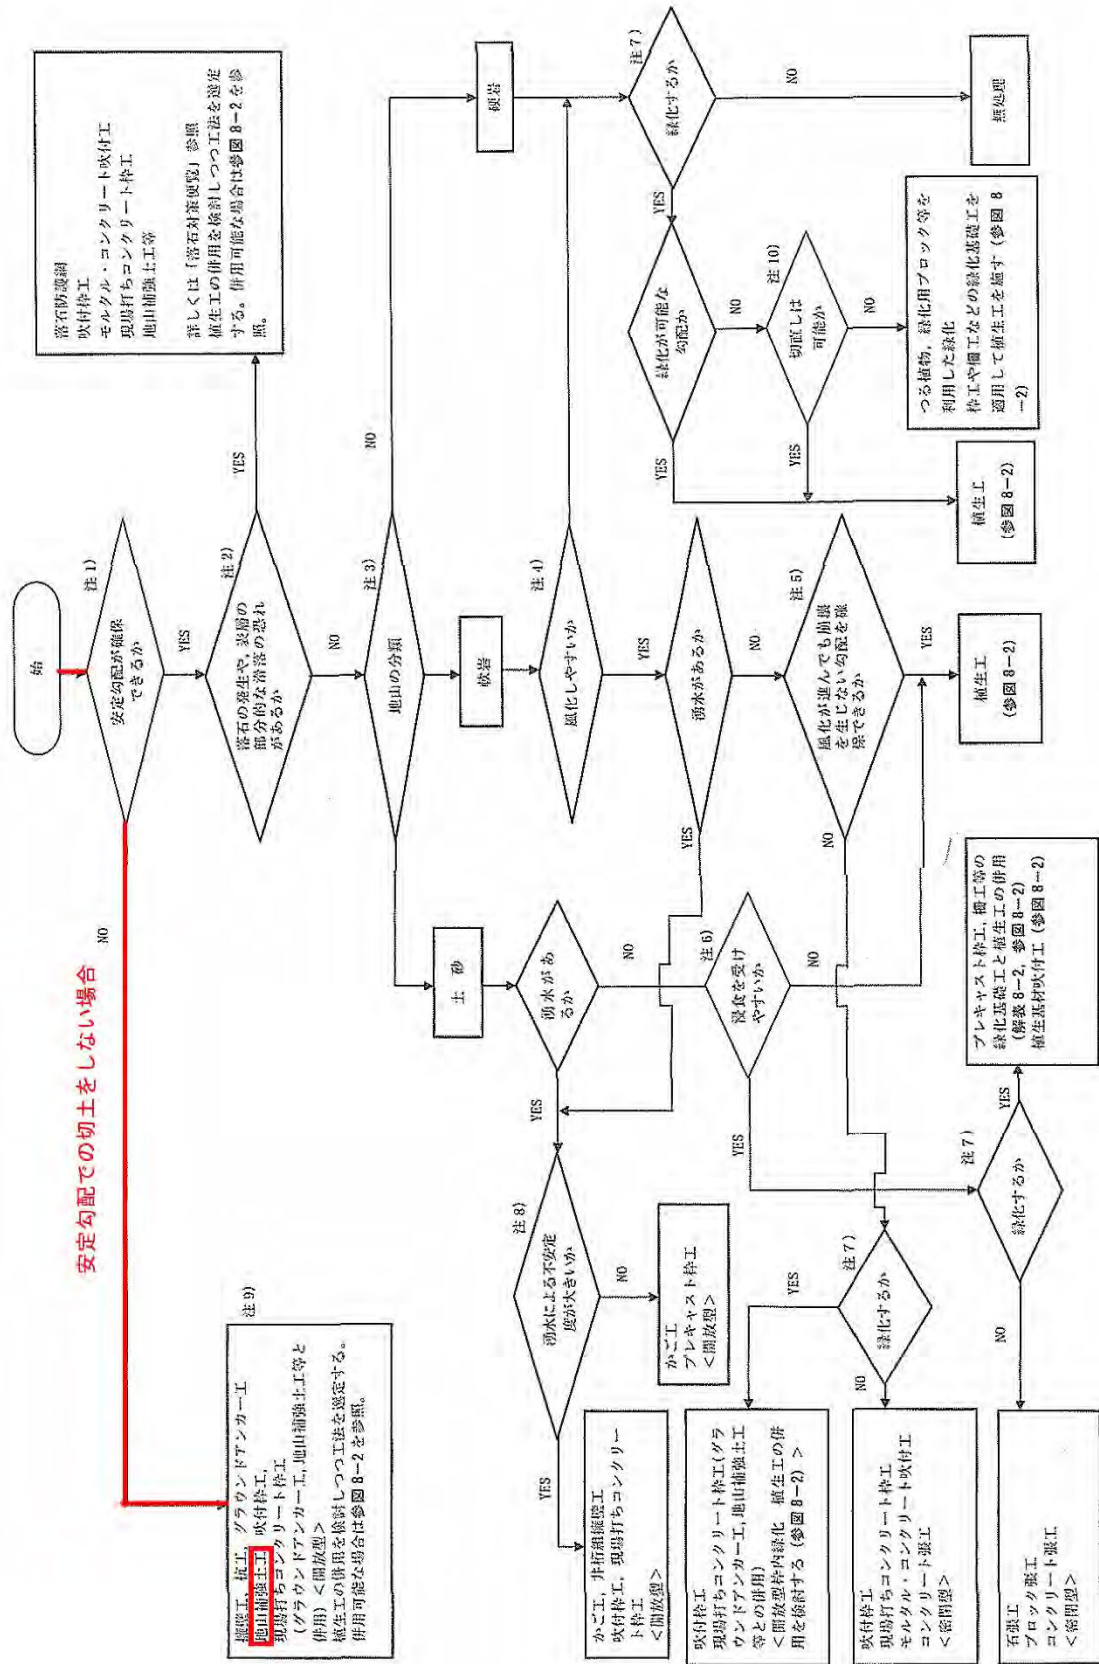 始
注1)
安定勾配が確保
できるか
NO
YES
安定勾配での切土をしない場合
注9)
擁壁工, 杭工, グラウンドアンカー工
地山補強土工, 吹付枠工,
現場打ちコンクリート枠工
(グラウンドアンカー工, 地山補強土工等と
併用)<開放型>
植生工の併用を検討しつつ工法を選定する。
併用可能な場合は参図8-2を参照。
注2)
落石の発生や, 表層の
部分的な滑落の恐れ
があるか
YES
NO
落石防護網
吹付枠工
モルタル・コンクリート吹付工
現場打ちコンクリート枠工
地山補強土工等
詳しくは「落石対策便覧」参照
植生工の併用を検討しつつ工法を選定
する。併用可能な場合は参図8-2を参
照。
注3)
地山の分類
NO
土 砂
軟岩
硬岩
注4)
風化しやすいか
YES
湧水があ
るか
YES
NO
湧水があるか
YES
NO
注7)
緑化するか
YES
NO
無処理
緑化が可能な
勾配か
YES
NO
注10)
切直しは
可能か
YES
NO
つる植物, 緑化用ブロック等を
利用した緑化
枠工や柵工などの緑化基礎工を
適用して植生工を施す(参図8
-2)
植生工
(参図8-2)
注5)
風化が進んでも崩壊
を生じない勾配を確
保できるか
YES
NO
植生工
(参図8-2)
注6)
浸食を受け
やすいか
YES
NO
注8)
湧水による不安定
度が大きいか
YES
NO
かご工
プレキャスト枠工
<開放型>
かご工, 井桁組擁壁工
吹付枠工, 現場打ちコンクリー
ト枠工
<開放型>
注7)
緑化するか
YES
NO
吹付枠工
現場打ちコンクリート枠工(グラ
ウンドアンカー工, 地山補強土工
等との併用)
<開放型枠内緑化 植生工の併
用を検討する(参図8-2)>
吹付枠工
現場打ちコンクリート枠工
モルタル・コンクリート吹付工
コンクリート張工
<密閉型>
注7)
緑化するか
YES
NO
プレキャスト枠工, 柵工等の
緑化基礎工と植生工の併用
(解表8-2, 参図8-2)
植生基材吹付工(参図8-2)
石張工
ブロック張工
コンクリート張工
<密閉型>